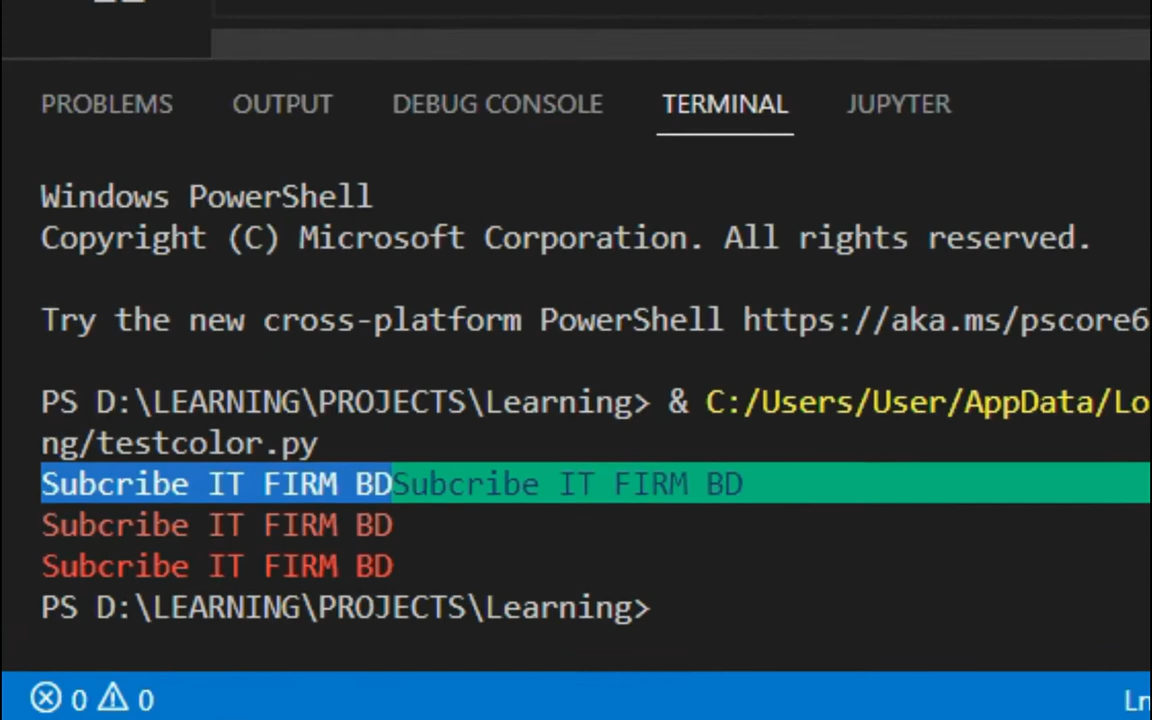 PROBLEMS OUTPUT DEBUG CONSOLE TERMINAL JUPYTER
Windows PowerShell
Copyright (C) Microsoft Corporation. All rights reserved.
Try the new cross-platform PowerShell https://aka.ms/pscore6
PS D:\LEARNING\PROJECTS\Learning> & C:/Users/User/AppData/Lo
ng/testcolor.py
Subcribe IT FIRM BDSubcribe IT FIRM BD
Subcribe IT FIRM BD
Subcribe IT FIRM BD
PS D:\LEARNING\PROJECTS\Learning>
0 0 Ln